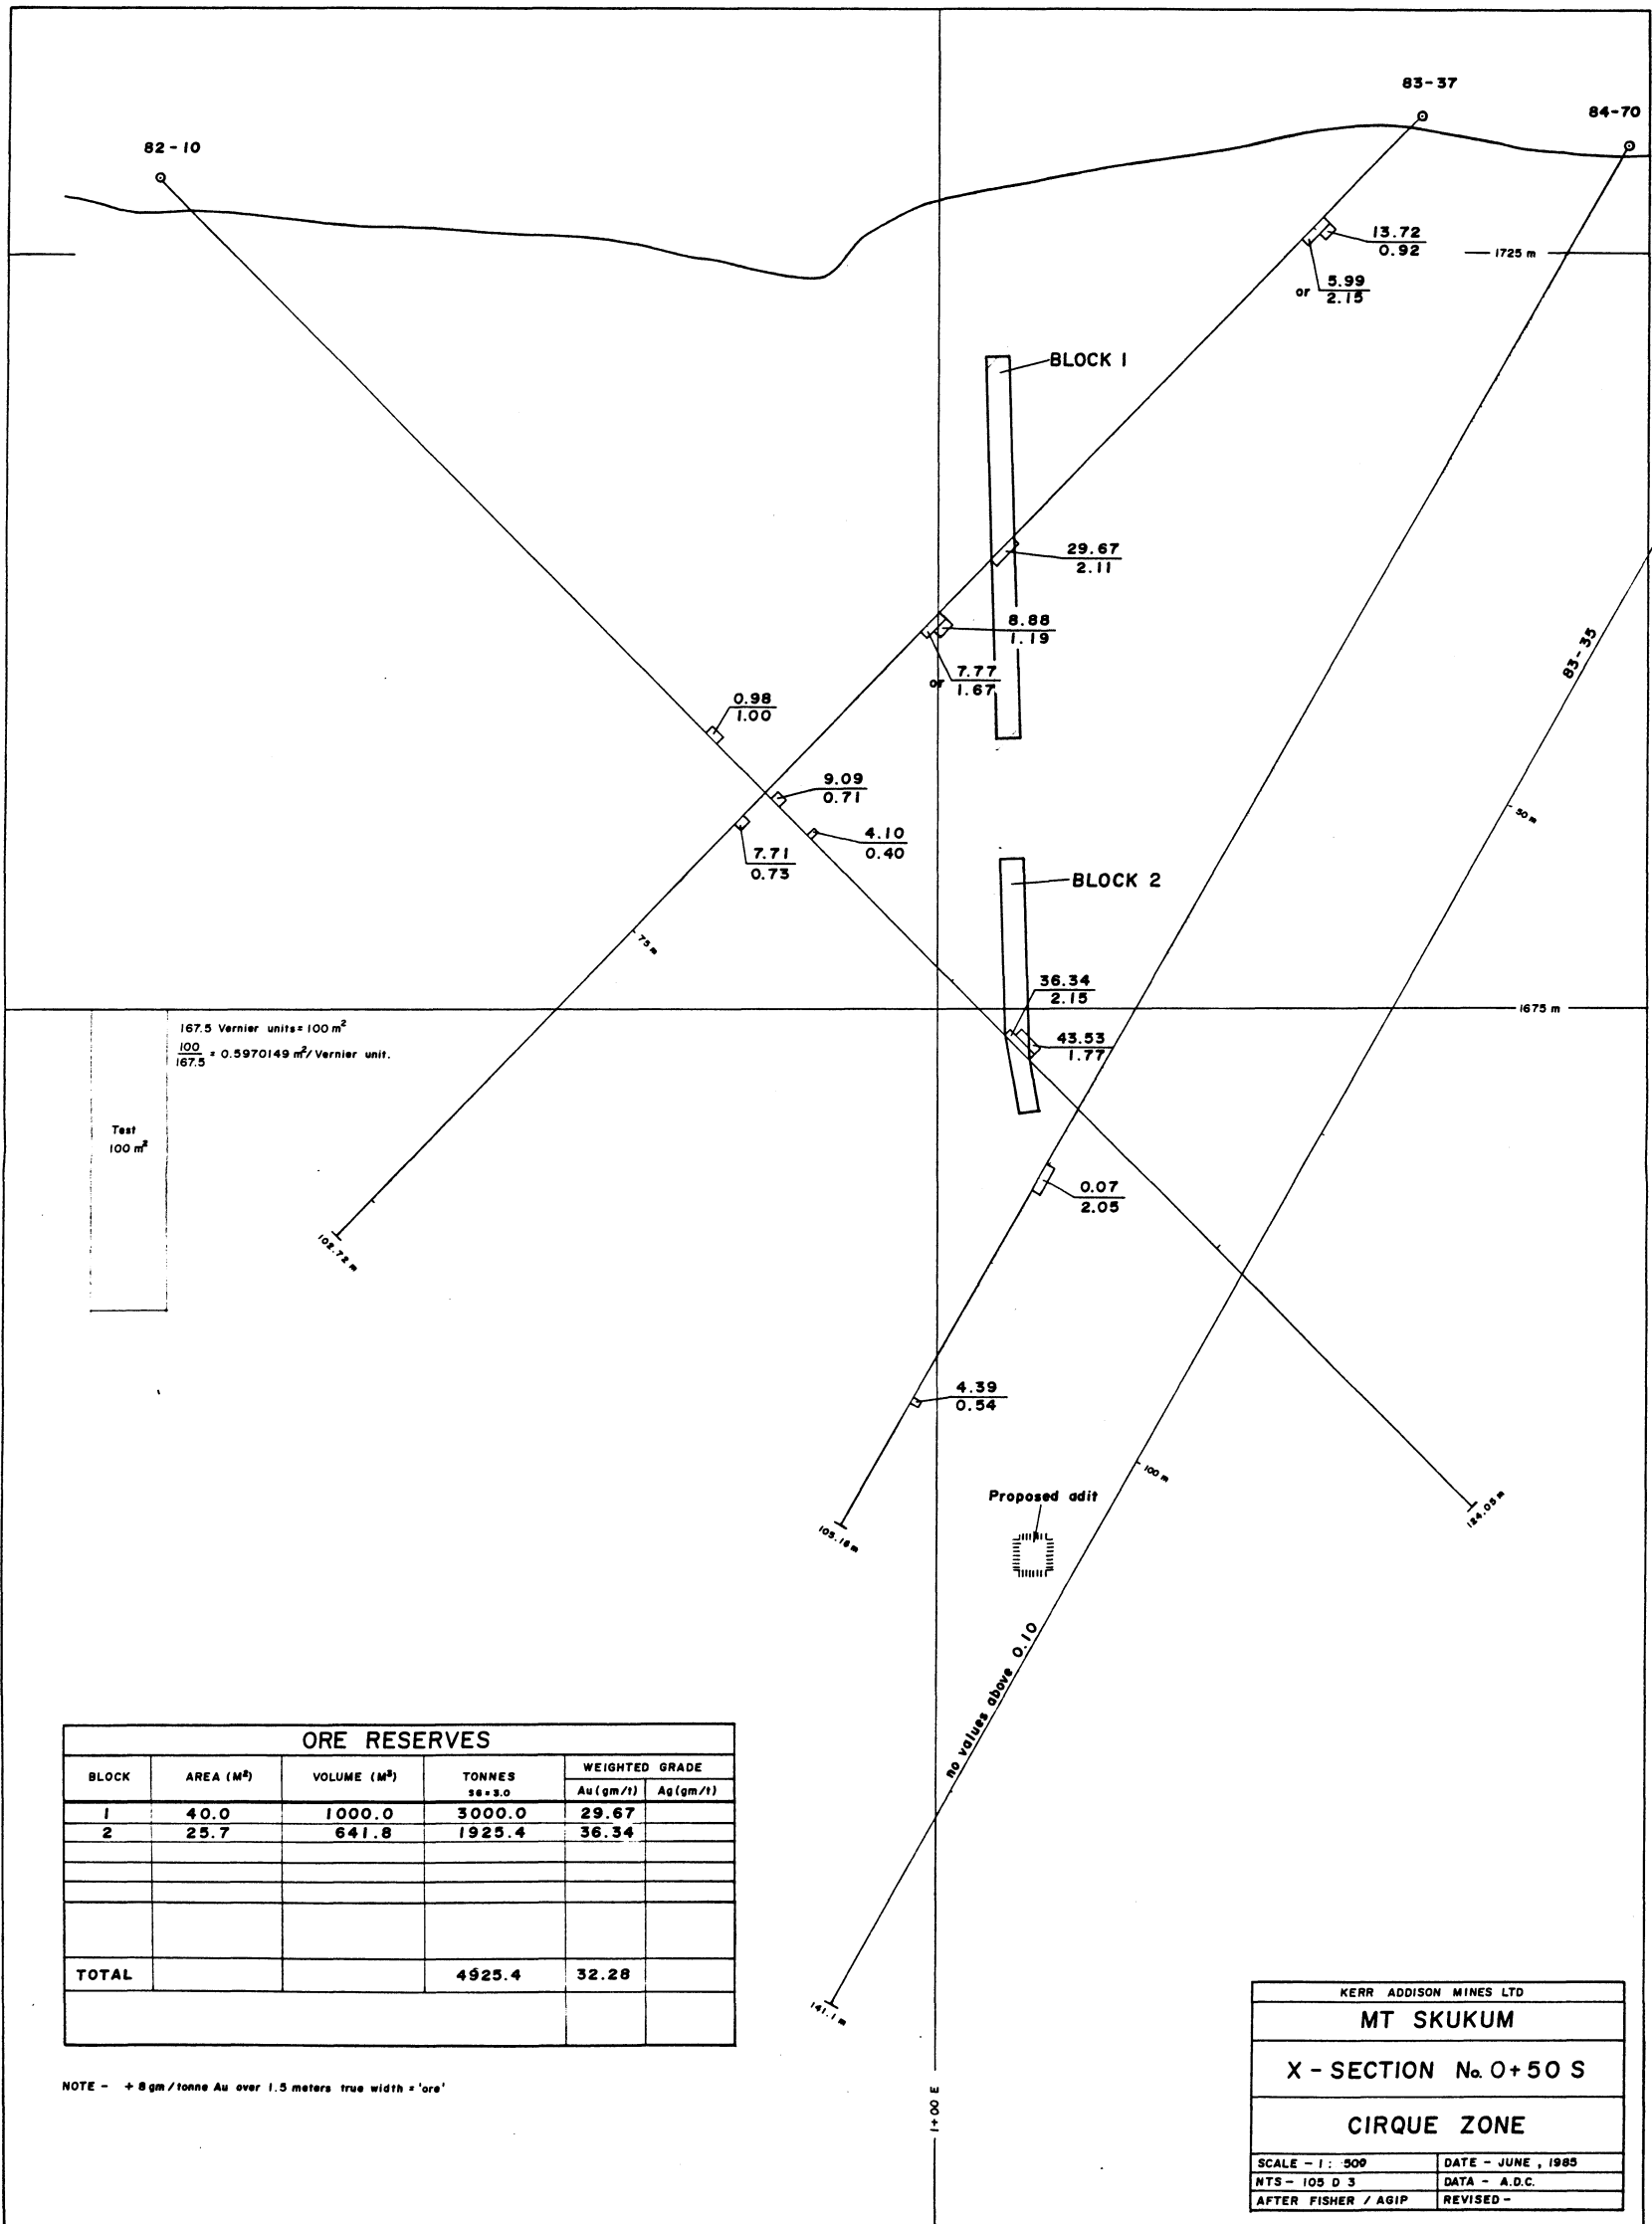 83-37
84-70
82-10
13.72
0.92
1725 m
or 5.99
2.15
BLOCK 1
29.67
2.11
8.88
1.19
7.77
or 1.67
83-35
0.98
1.00
9.09
0.71
50 m
4.10
0.40
7.71
0.73
BLOCK 2
75 m
36.34
2.15
1675 m
167.5 Vernier units = 100 m²
100
167.5 = 0.5970149 m²/Vernier unit.
43.53
1.77
Test
100 m²
0.07
2.05
102.72 m
4.39
0.54
100 m
Proposed adit
124.05 m
105.16 m
no values above 0.10
ORE RESERVES
BLOCK AREA (M²) VOLUME (M³) TONNES WEIGHTED GRADE
SG = 3.0 Au (gm/t) Ag (gm/t)
1 40.0 1000.0 3000.0 29.67
2 25.7 641.8 1925.4 36.34
TOTAL 4925.4 32.28
141.1 m
NOTE - + 8 gm/tonne Au over 1.5 meters true width = 'ore'
1+00 E
KERR ADDISON MINES LTD
MT SKUKUM
X - SECTION No. 0+50 S
CIRQUE ZONE
SCALE - 1 : 500 DATE - JUNE , 1985
NTS - 105 D 3 DATA - A.D.C.
AFTER FISHER / AGIP REVISED -